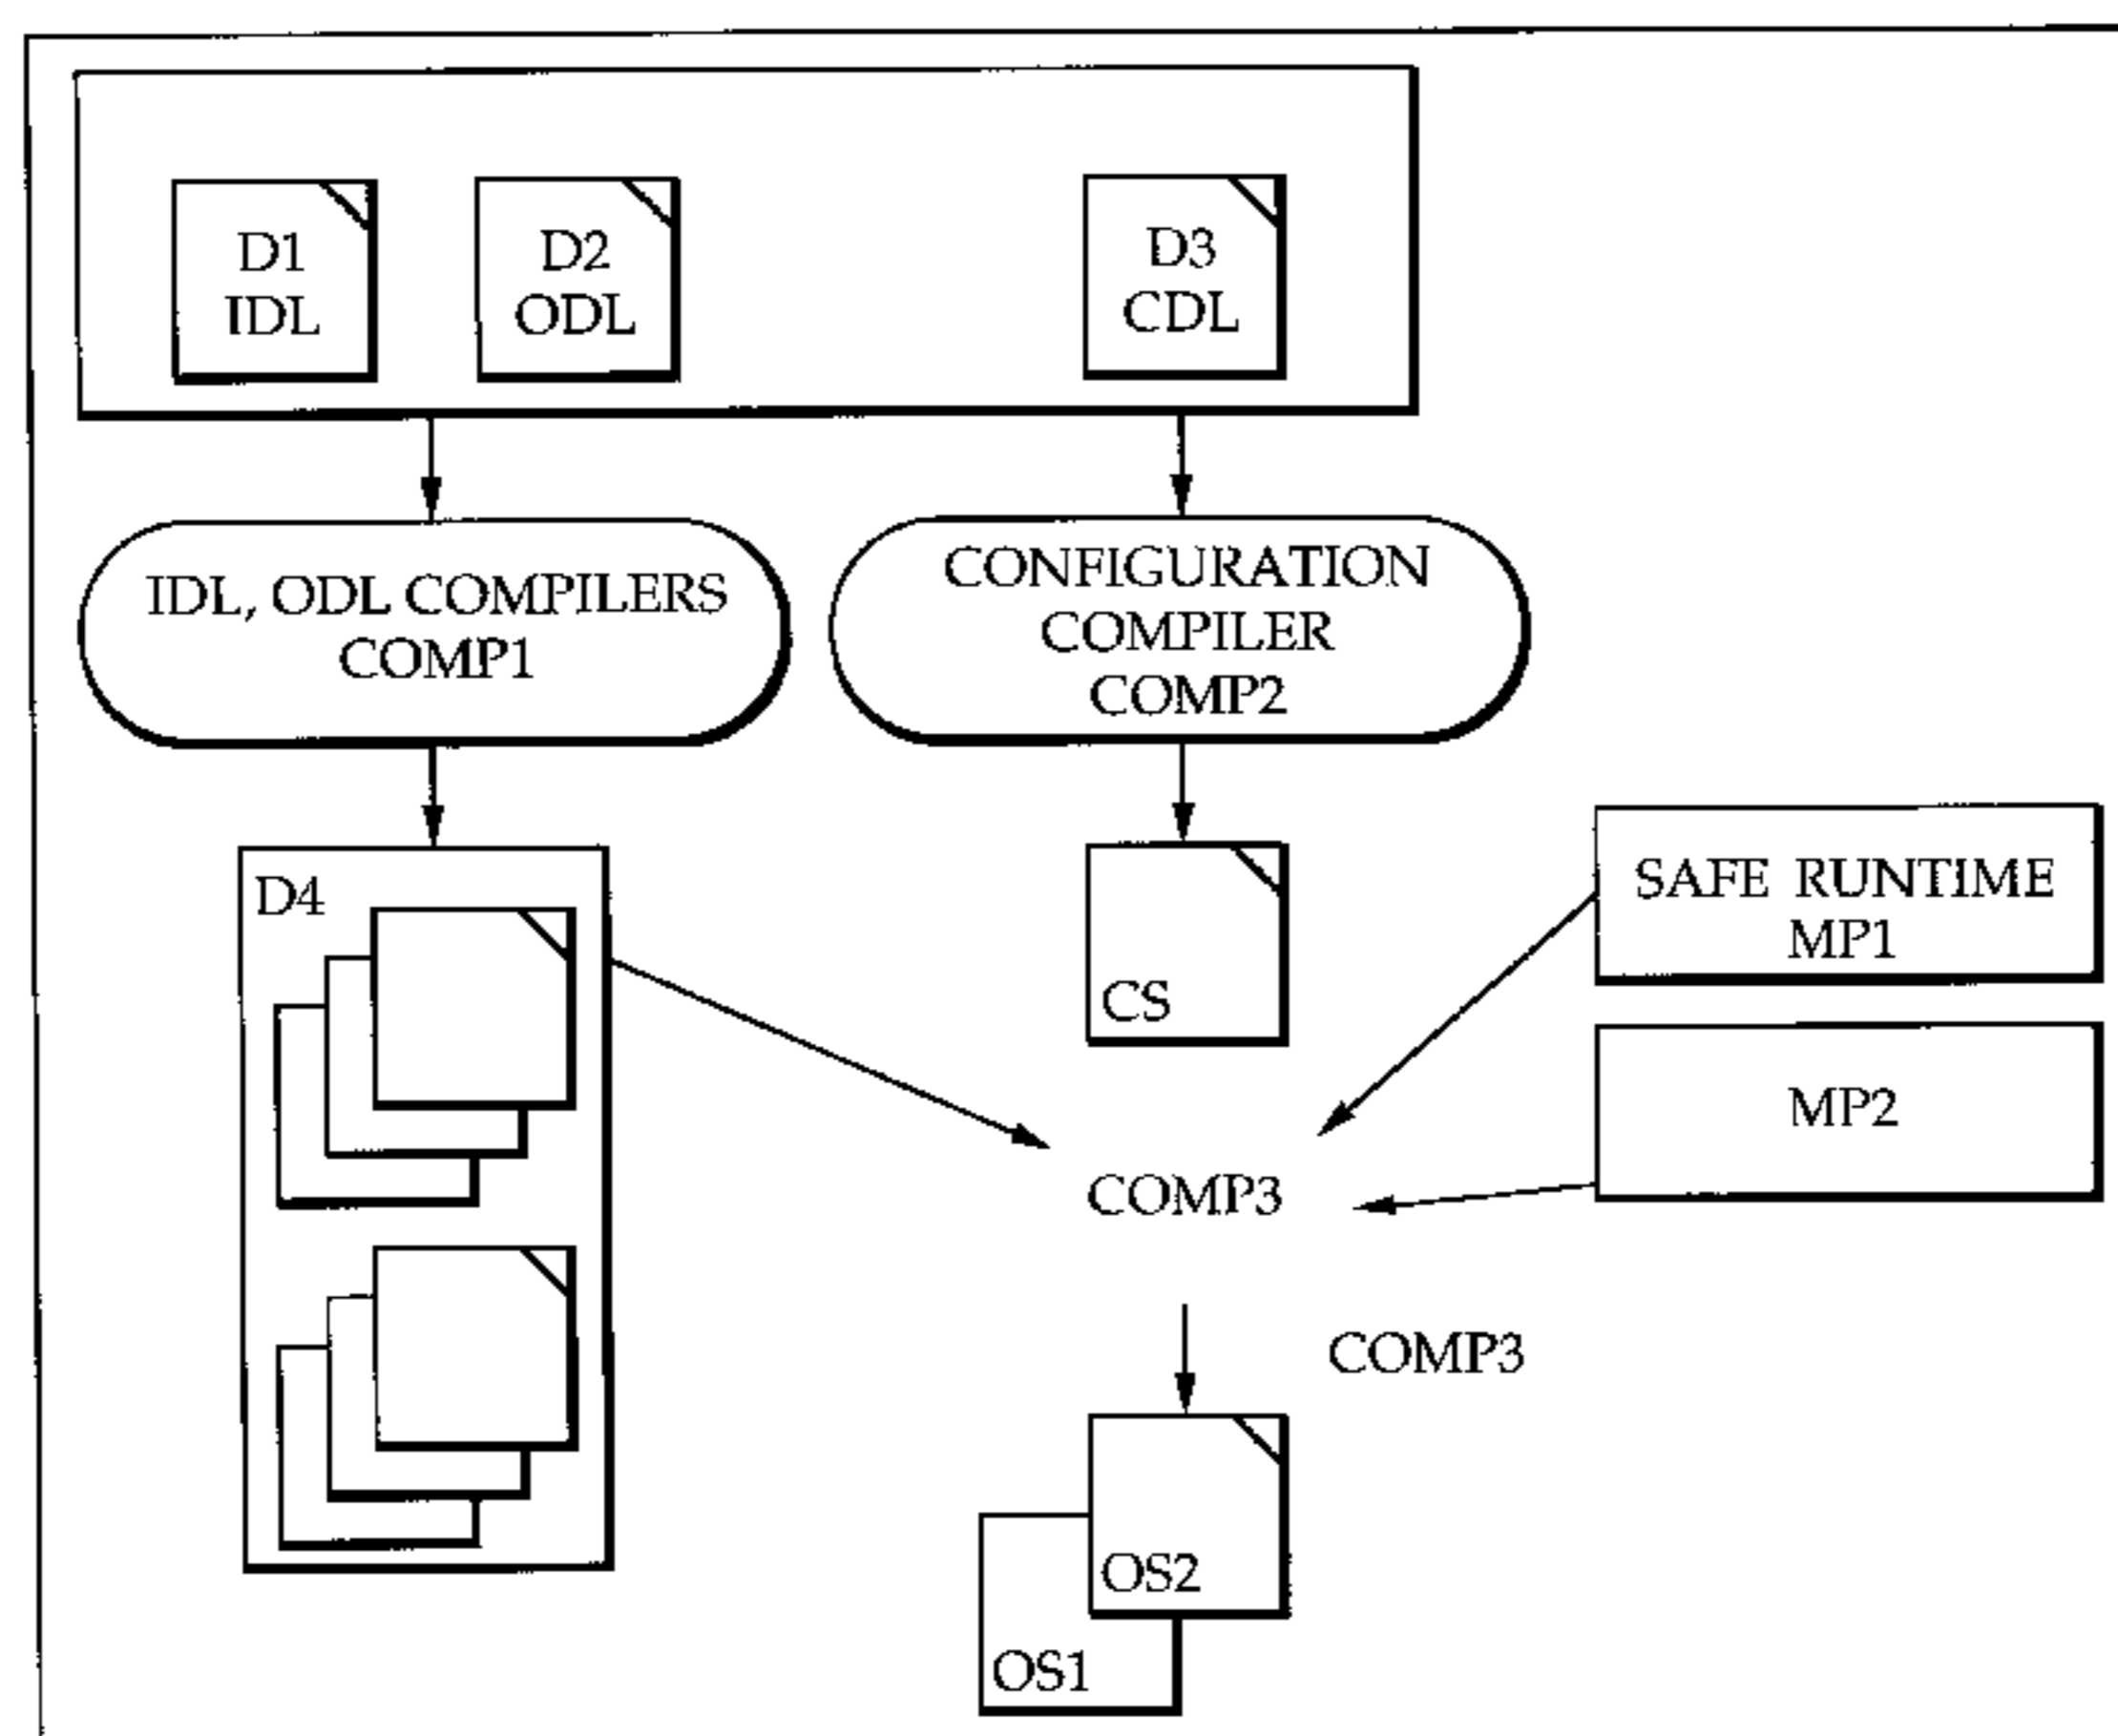 D1
IDL
D2
ODL
D3
CDL
IDL, ODL COMPILERS
COMP1
CONFIGURATION
COMPILER
COMP2
D4
CS
SAFE RUNTIME
MP1
MP2
COMP3
COMP3
OS2
OS1